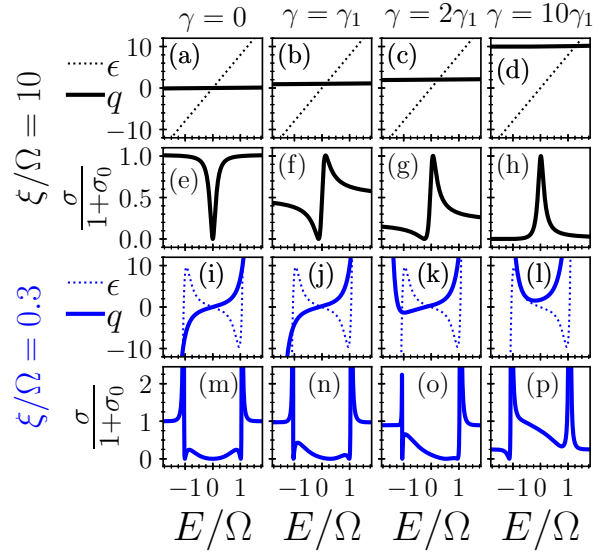 γ = 0 γ = γ₁ γ = 2γ₁ γ = 10γ₁
ξ/Ω = 10
ϵ
q
10
0
−10
(a) (b) (c) (d)
σ/(1+σ₀)
1.0
0.5
0.0
(e) (f) (g) (h)
ξ/Ω = 0.3
ϵ
q
10
0
−10
(i) (j) (k) (l)
σ/(1+σ₀)
2
1
0
(m) (n) (o) (p)
−1 0 1 −1 0 1 −1 0 1 −1 0 1
E/Ω E/Ω E/Ω E/Ω